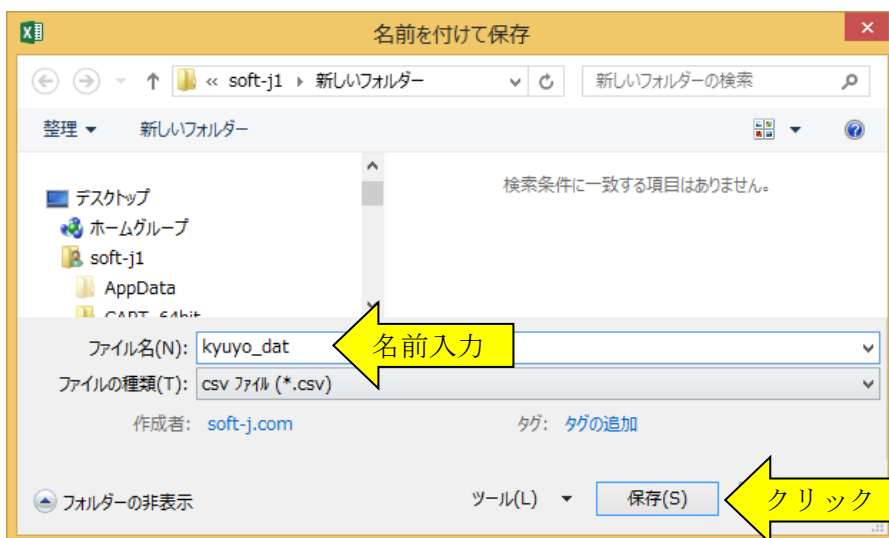 名前を付けて保存
« soft-j1 ▸ 新しいフォルダー
新しいフォルダーの検索
整理 ▼ 新しいフォルダー
検索条件に一致する項目はありません。
デスクトップ
ホームグループ
soft-j1
AppData
ファイル名(N): kyuyo_dat
名前入力
ファイルの種類(T): csv ファイル (*.csv)
作成者: soft-j.com
タグ: タグの追加
フォルダーの非表示
ツール(L) ▼
保存(S)
クリック